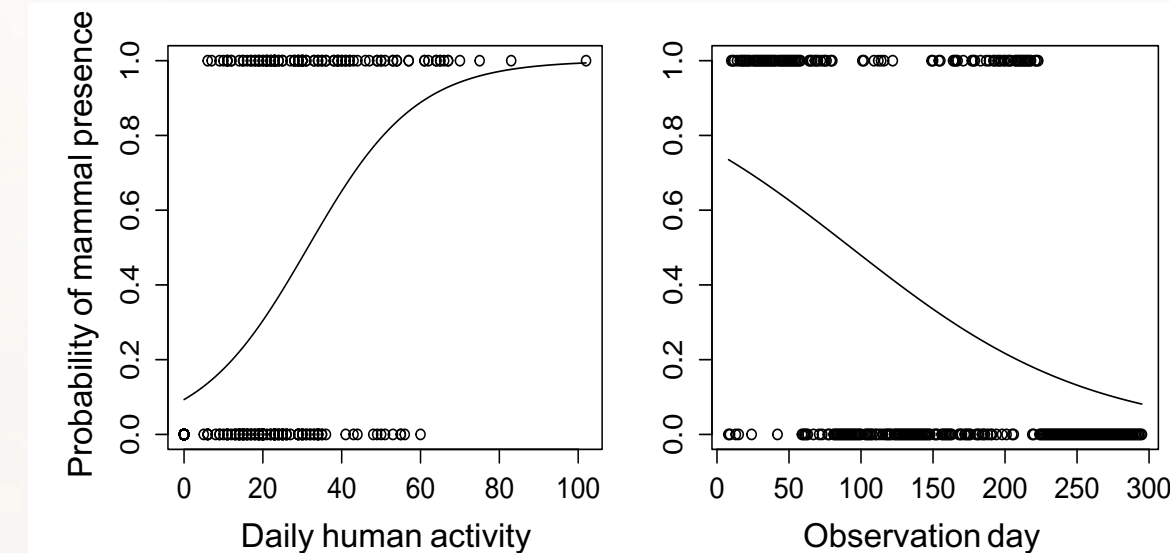 Probability of mammal presence
1.0
0.8
0.6
0.4
0.2
0.0
0 20 40 60 80 100
Daily human activity
1.0
0.8
0.6
0.4
0.2
0.0
0 50 100 150 200 250 300
Observation day